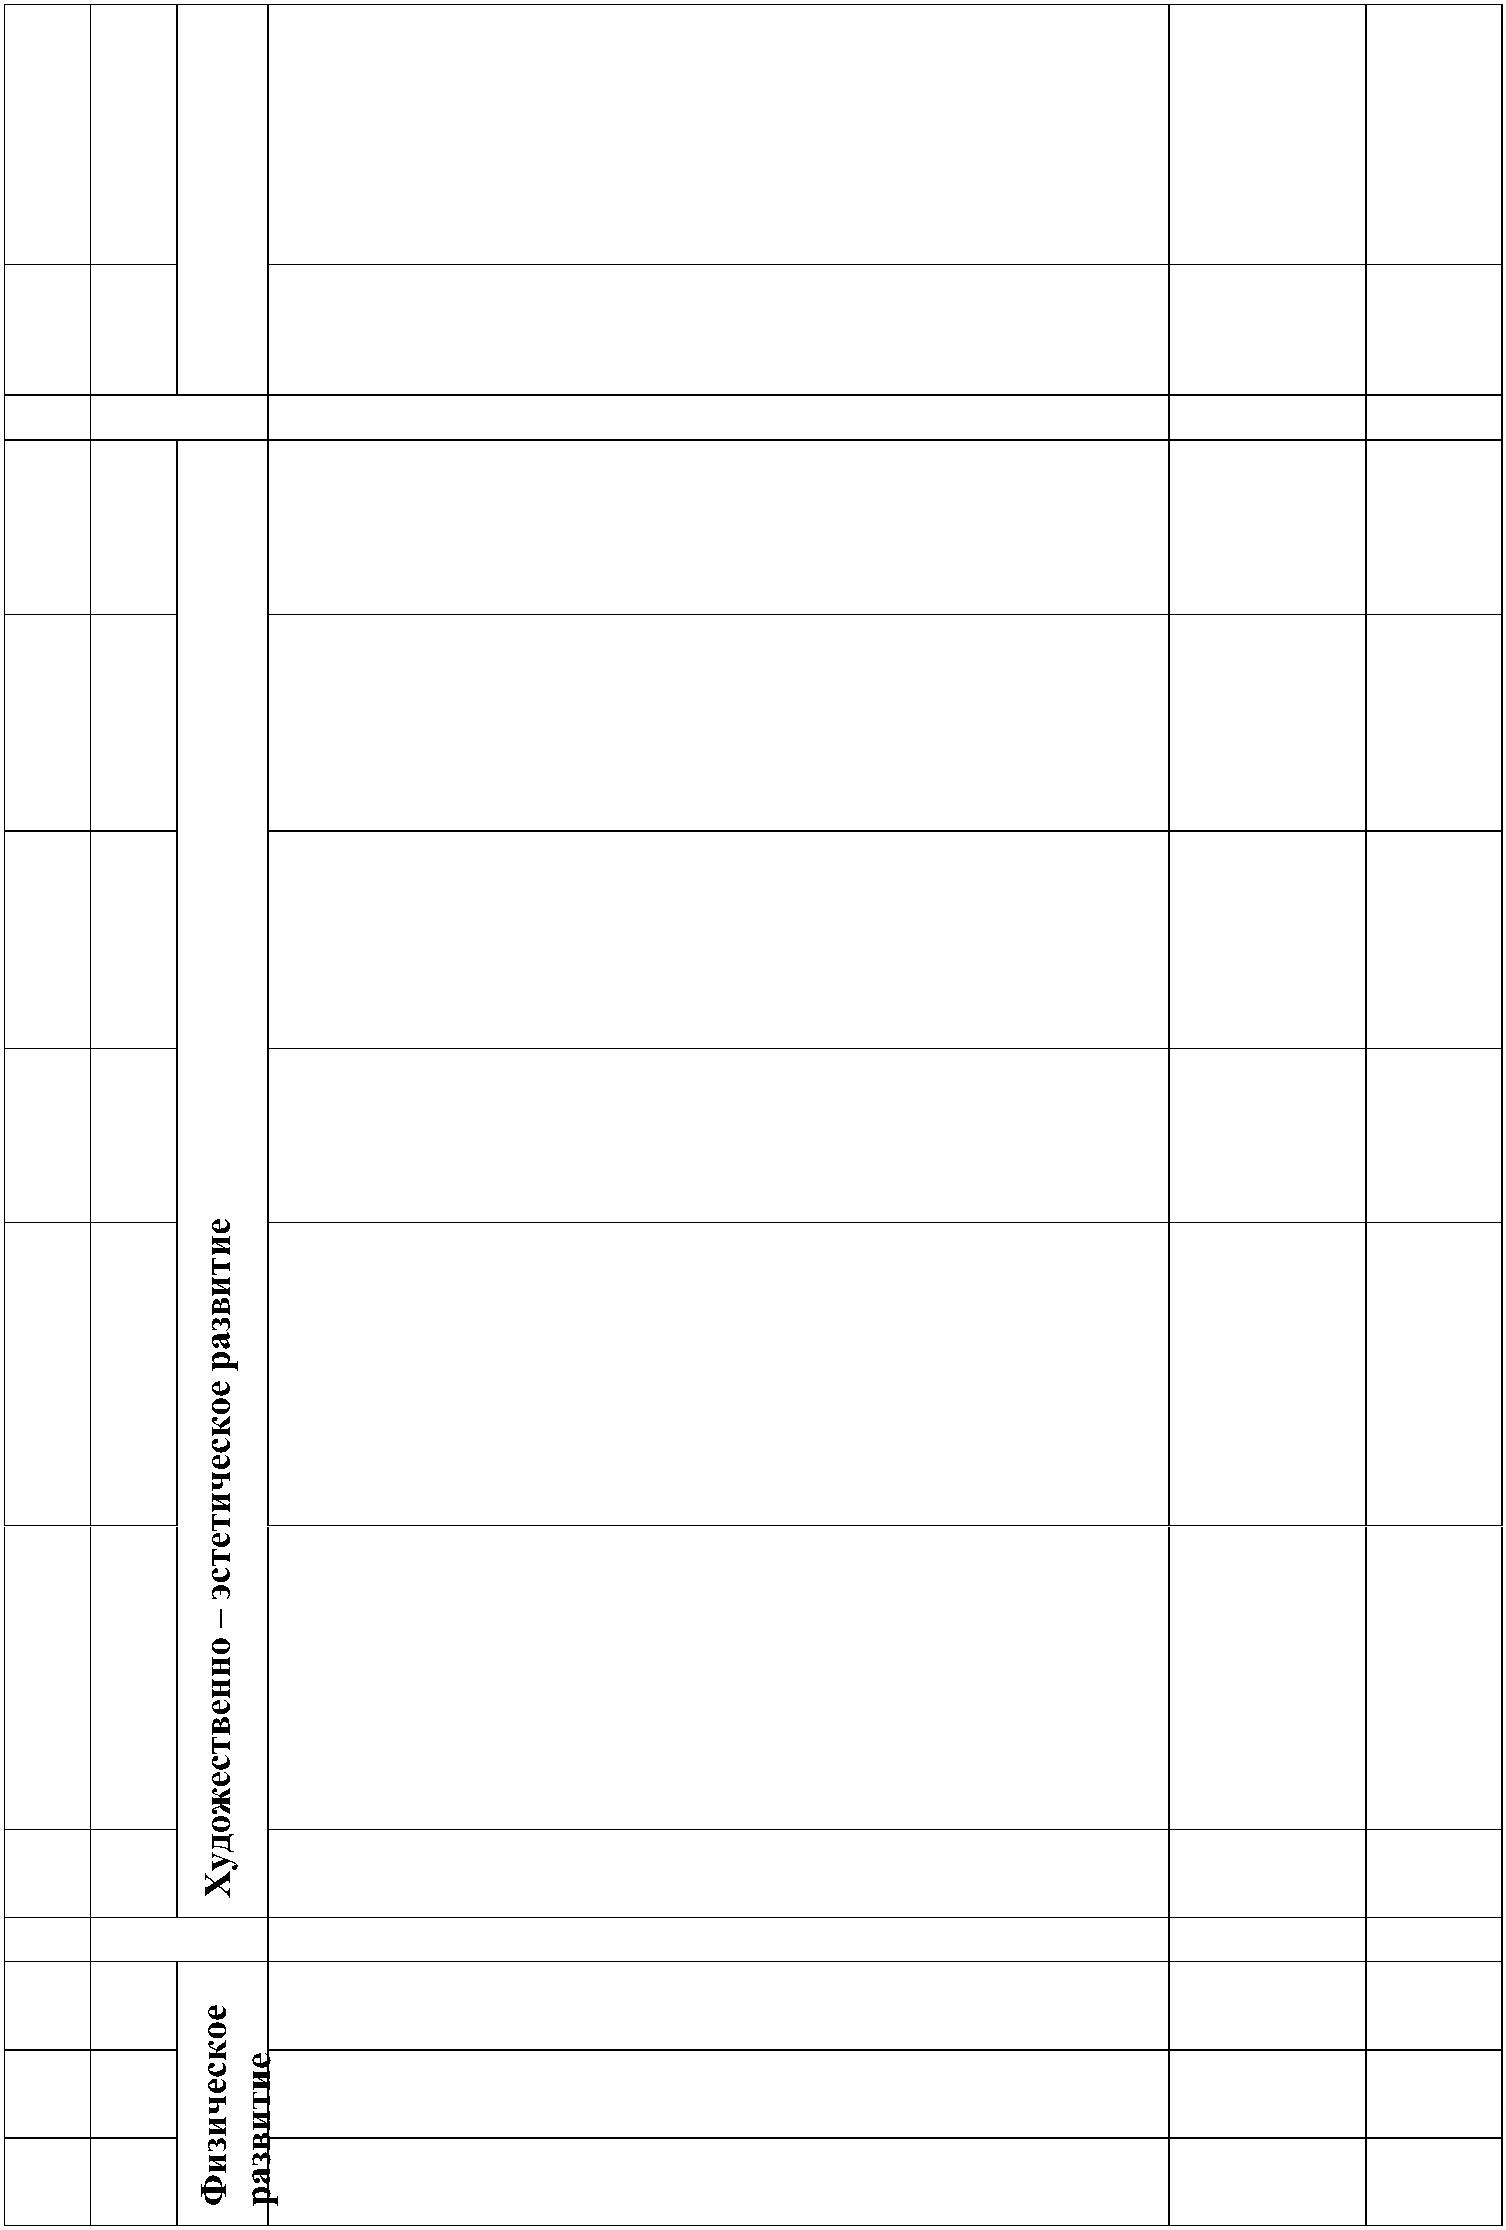 Художественно – эстетическое развитие
Физическое
развитие